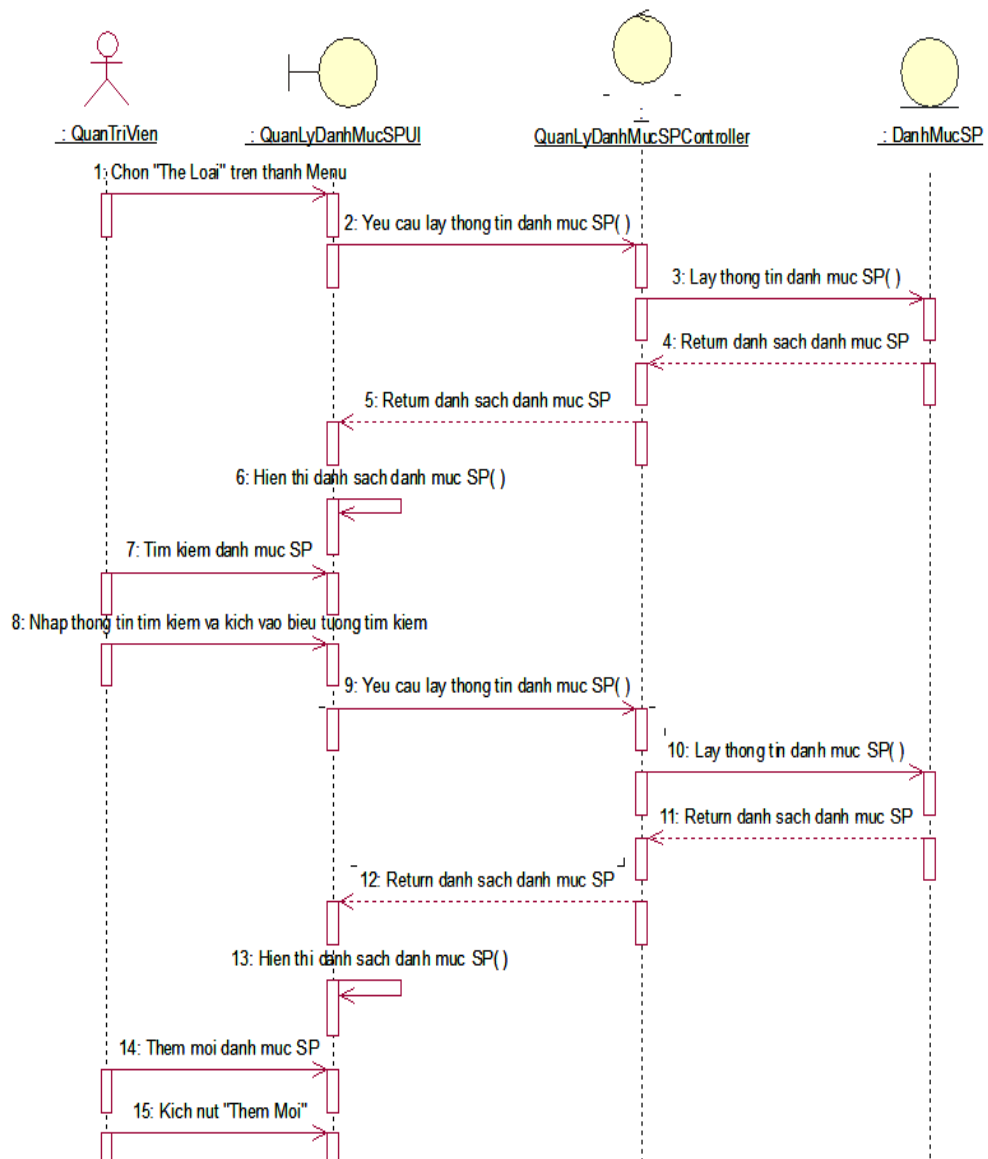 : QuanTriVien
: QuanLyDanhMucSPUI
:
QuanLyDanhMucSPController
: DanhMucSP
1: Chon "The Loai" tren thanh Menu
2: Yeu cau lay thong tin danh muc SP( )
3: Lay thong tin danh muc SP( )
4: Return danh sach danh muc SP
5: Return danh sach danh muc SP
6: Hien thi danh sach danh muc SP( )
7: Tim kiem danh muc SP
8: Nhap thong tin tim kiem va kich vao bieu tuong tim kiem
9: Yeu cau lay thong tin danh muc SP( )
10: Lay thong tin danh muc SP( )
11: Return danh sach danh muc SP
12: Return danh sach danh muc SP
13: Hien thi danh sach danh muc SP( )
14: Them moi danh muc SP
15: Kich nut "Them Moi"